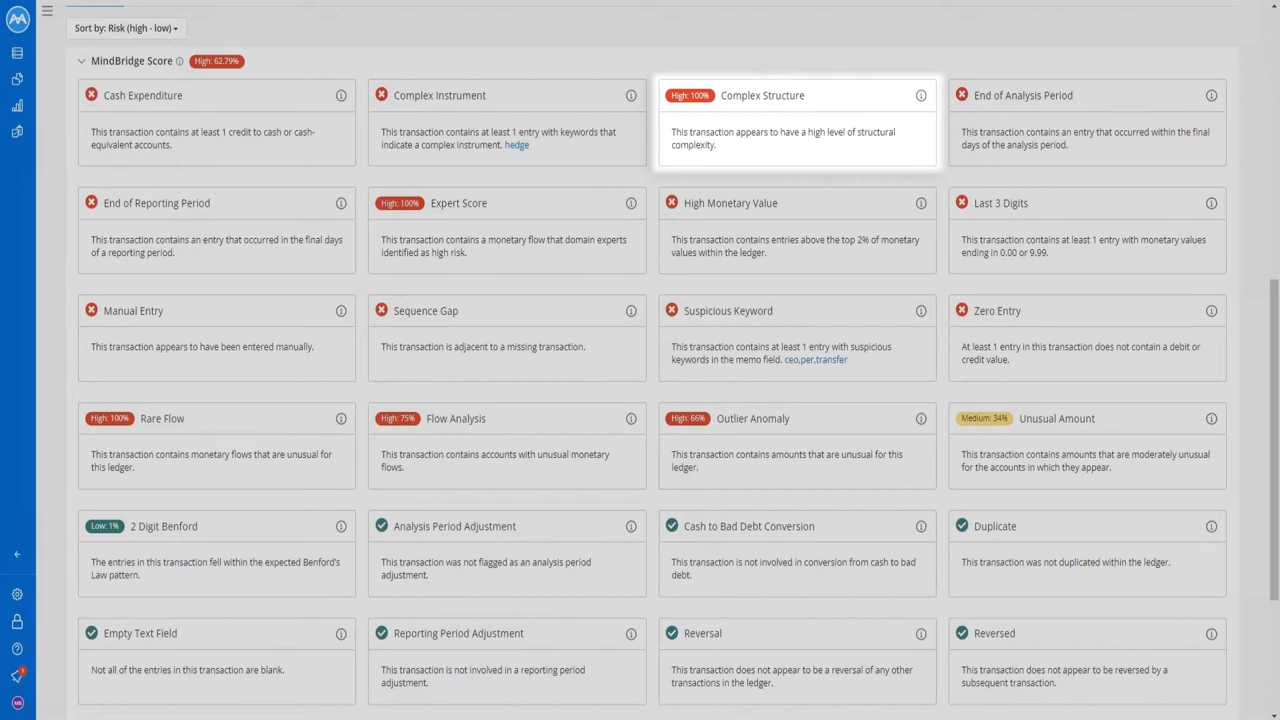 Sort by: Risk (high - low)
MindBridge Score High: 62.79%
Cash Expenditure
This transaction contains at least 1 credit to cash or cash-
equivalent accounts.
Complex Instrument
This transaction contains at least 1 entry with keywords that
indicate a complex instrument. hedge
High: 100% Complex Structure
This transaction appears to have a high level of structural
complexity.
End of Analysis Period
This transaction contains an entry that occurred within the final
days of the analysis period.
End of Reporting Period
This transaction contains an entry that occurred in the final days
of a reporting period.
High: 100% Expert Score
This transaction contains a monetary flow that domain experts
identified as high risk.
High Monetary Value
This transaction contains entries above the top 2% of monetary
values within the ledger.
Last 3 Digits
This transaction contains at least 1 entry with monetary values
ending in 0.00 or 9.99.
Manual Entry
This transaction appears to have been entered manually.
Sequence Gap
This transaction is adjacent to a missing transaction.
Suspicious Keyword
This transaction contains at least 1 entry with suspicious
keywords in the memo field. ceo,per,transfer
Zero Entry
At least 1 entry in this transaction does not contain a debit or
credit value.
High: 100% Rare Flow
This transaction contains monetary flows that are unusual for
this ledger.
High: 75% Flow Analysis
This transaction contains accounts with unusual monetary
flows.
High: 66% Outlier Anomaly
This transaction contains amounts that are unusual for this
ledger.
Medium: 34% Unusual Amount
This transaction contains amounts that are moderately unusual
for the accounts in which they appear.
Low: 1% 2 Digit Benford
The entries in this transaction fell within the expected Benford's
Law pattern.
Analysis Period Adjustment
This transaction was not flagged as an analysis period
adjustment.
Cash to Bad Debt Conversion
This transaction is not involved in conversion from cash to bad
debt.
Duplicate
This transaction was not duplicated within the ledger.
Empty Text Field
Not all of the entries in this transaction are blank.
Reporting Period Adjustment
This transaction is not involved in a reporting period
adjustment.
Reversal
This transaction does not appear to be a reversal of any other
transactions in the ledger.
Reversed
This transaction does not appear to be reversed by a
subsequent transaction.
MB